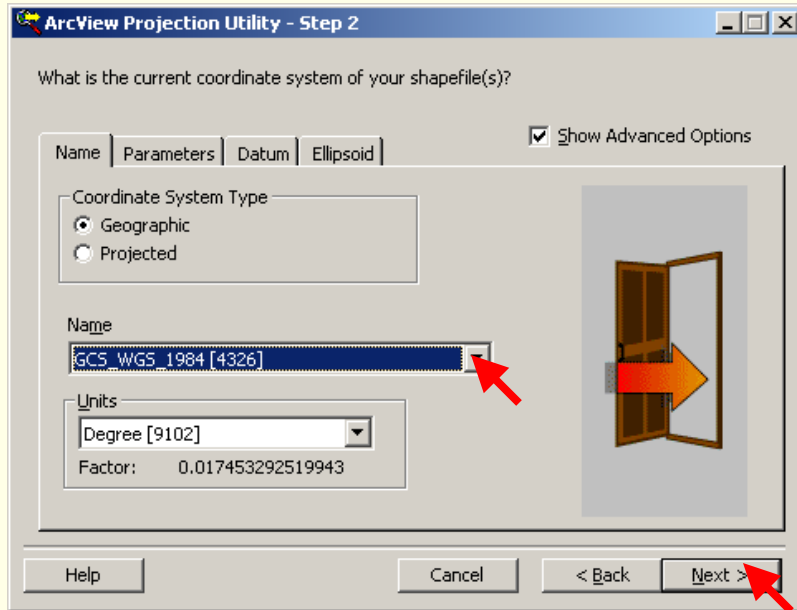 ArcView Projection Utility - Step 2
What is the current coordinate system of your shapefile(s)?
Show Advanced Options
Name Parameters Datum Ellipsoid
Coordinate System Type
Geographic
Projected
Name
GCS_WGS_1984 [4326]
Units
Degree [9102]
Factor: 0.017453292519943
Help Cancel < Back Next >